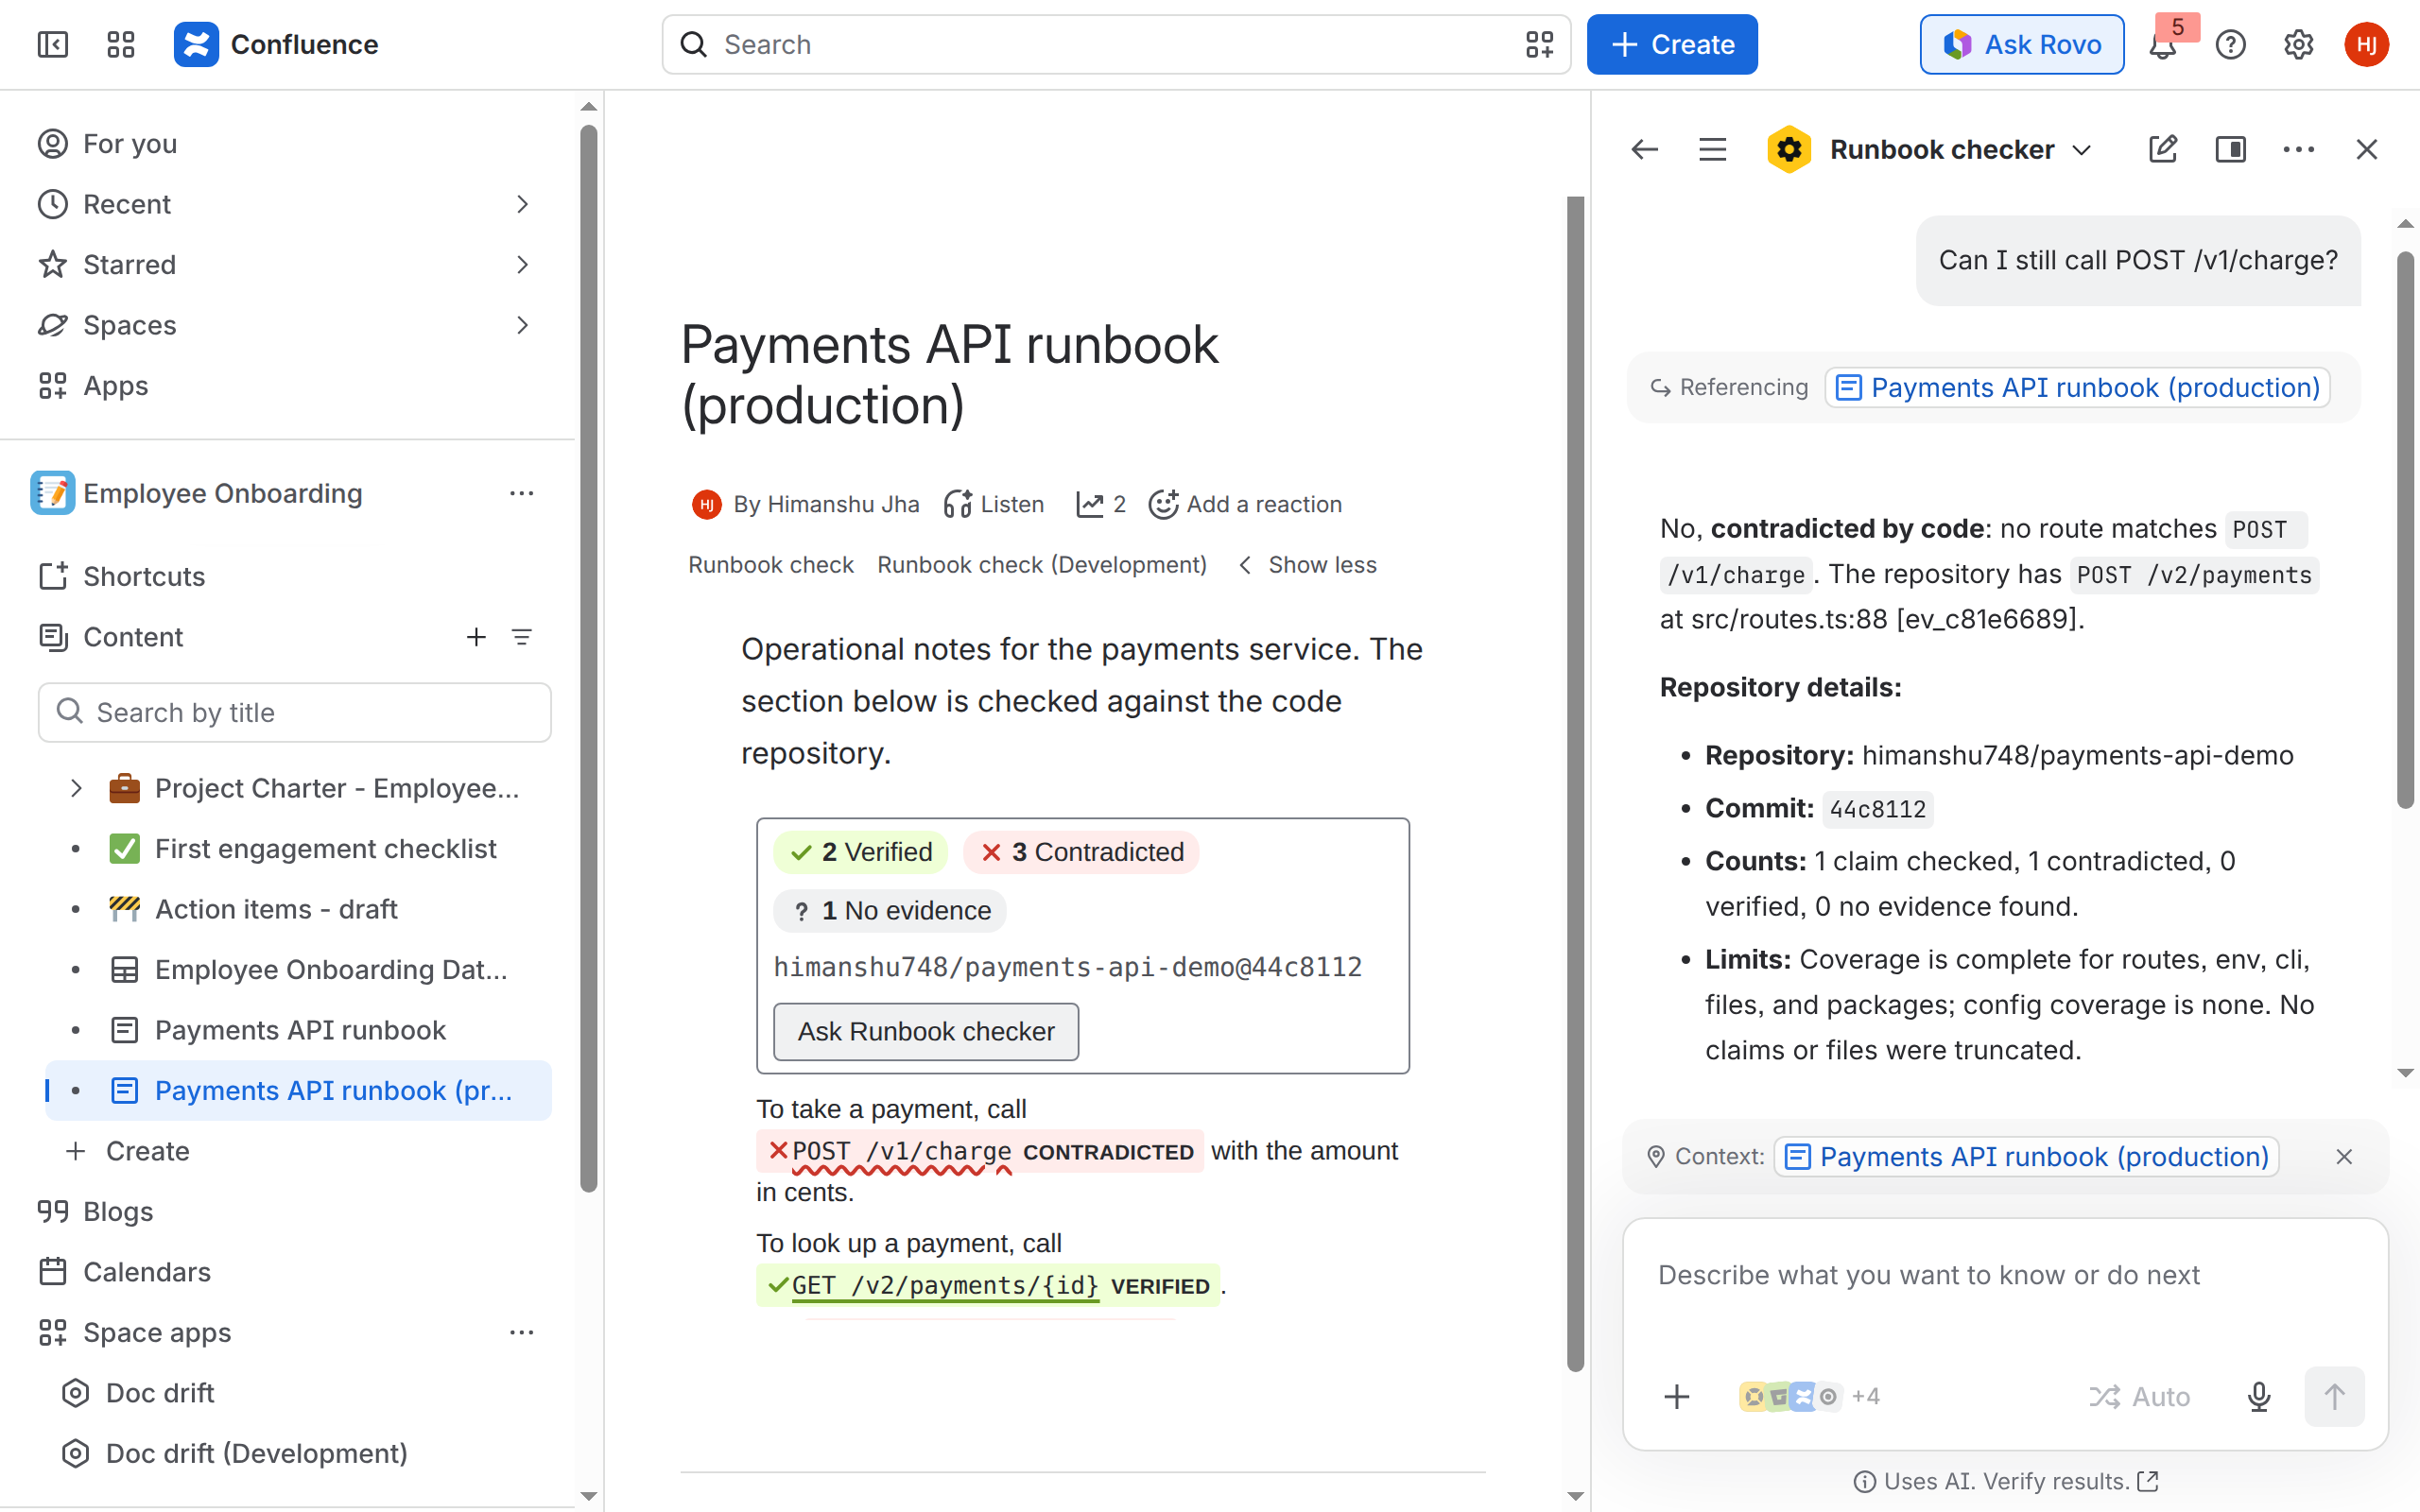 Confluence
Search
Create
Ask Rovo
5
HJ
For you
Recent
Starred
Spaces
Apps
Employee Onboarding
Shortcuts
Content
Search by title
Project Charter - Employee...
First engagement checklist
Action items - draft
Employee Onboarding Dat...
Payments API runbook
Payments API runbook (pr...
Create
Blogs
Calendars
Space apps
Doc drift
Doc drift (Development)
Payments API runbook
(production)
HJ By Himanshu Jha Listen 2 Add a reaction
Runbook check Runbook check (Development) Show less
Operational notes for the payments service. The
section below is checked against the code
repository.
2 Verified 3 Contradicted
? 1 No evidence
himanshu748/payments-api-demo@44c8112
Ask Runbook checker
To take a payment, call
POST /v1/charge CONTRADICTED with the amount
in cents.
To look up a payment, call
GET /v2/payments/{id} VERIFIED .
Runbook checker
Can I still call POST /v1/charge?
Referencing Payments API runbook (production)
No, contradicted by code: no route matches POST
/v1/charge. The repository has POST /v2/payments
at src/routes.ts:88 [ev_c81e6689].
Repository details:
• Repository: himanshu748/payments-api-demo
• Commit: 44c8112
• Counts: 1 claim checked, 1 contradicted, 0
verified, 0 no evidence found.
• Limits: Coverage is complete for routes, env, cli,
files, and packages; config coverage is none. No
claims or files were truncated.
Context: Payments API runbook (production)
Describe what you want to know or do next
+4
Auto
Uses AI. Verify results.